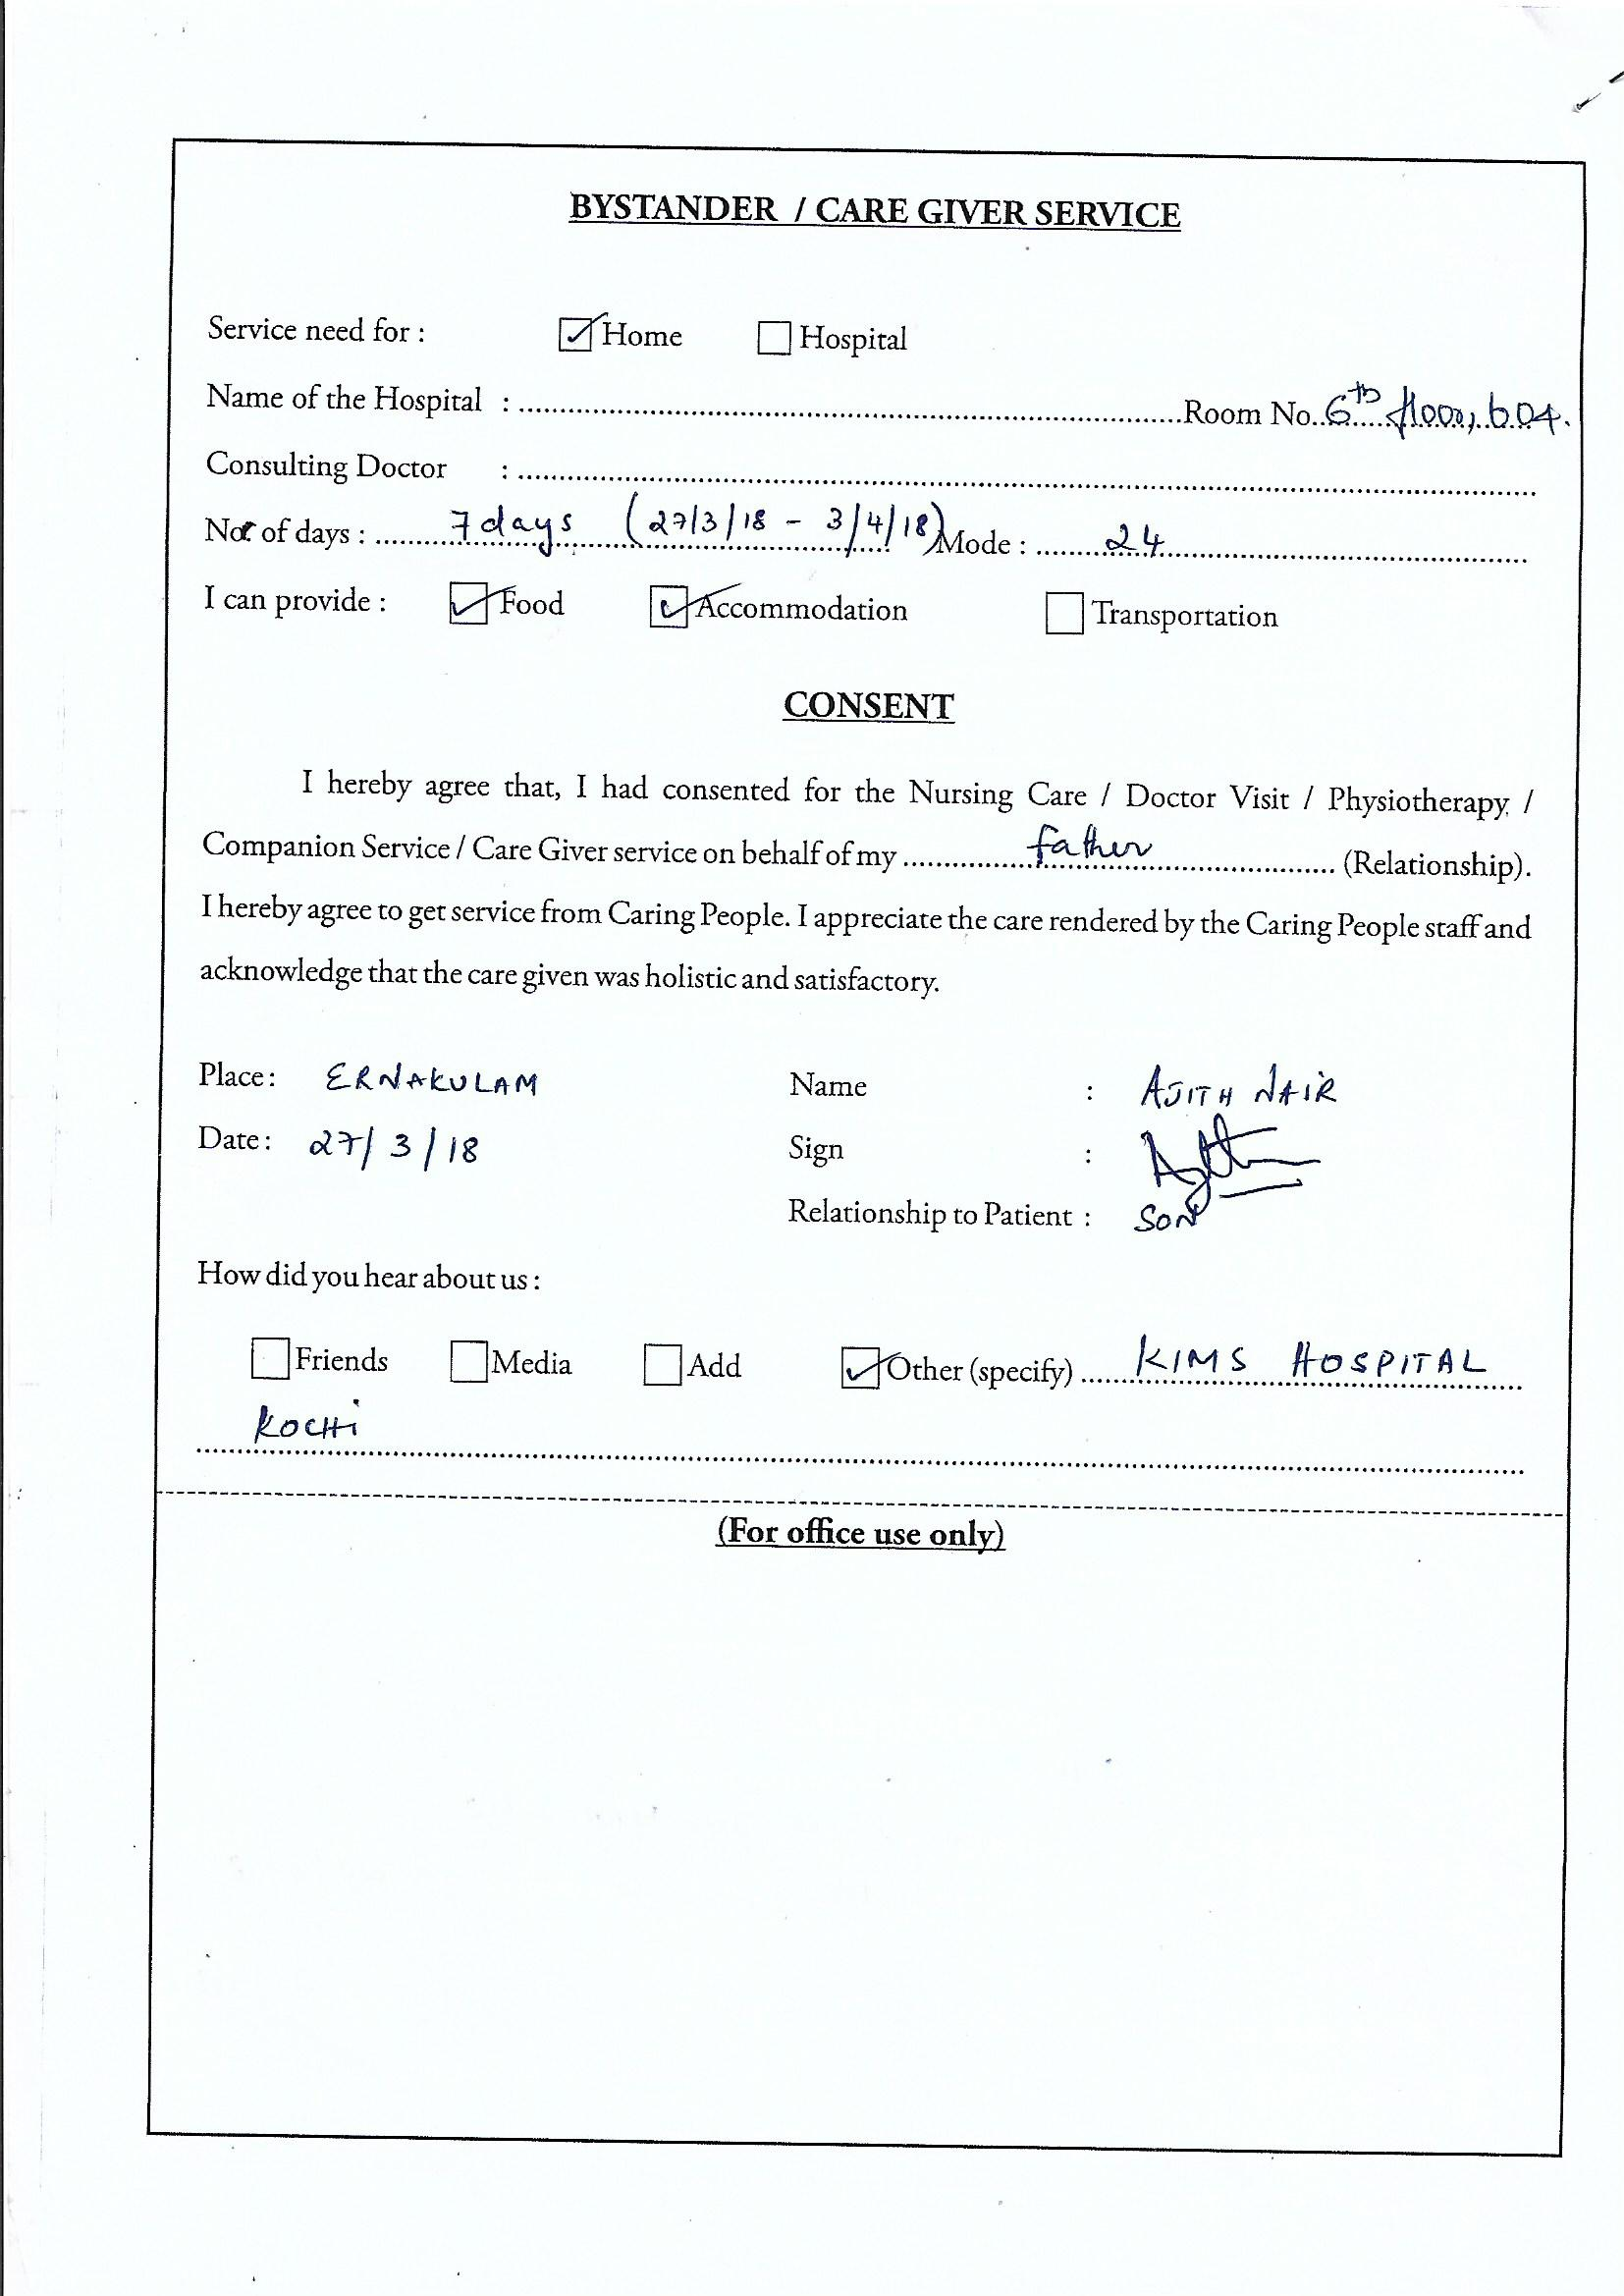 BYSTANDER / CARE GIVER SERVICE
Service need for : Home Hospital
Name of the Hospital : Room No. 6th floor, 604.
Consulting Doctor :
No. of days : 7 days (27/3/18 - 3/4/18) Mode : 24
I can provide : Food Accommodation Transportation
CONSENT
I hereby agree that, I had consented for the Nursing Care / Doctor Visit / Physiotherapy /
Companion Service / Care Giver service on behalf of my father (Relationship).
I hereby agree to get service from Caring People. I appreciate the care rendered by the Caring People staff and
acknowledge that the care given was holistic and satisfactory.
Place: ERNAKULAM Name : AJITH NAIR
Date: 27/3/18 Sign :
Relationship to Patient : SON
How did you hear about us :
Friends Media Add Other (specify) KIMS HOSPITAL
KOCHI
(For office use only)